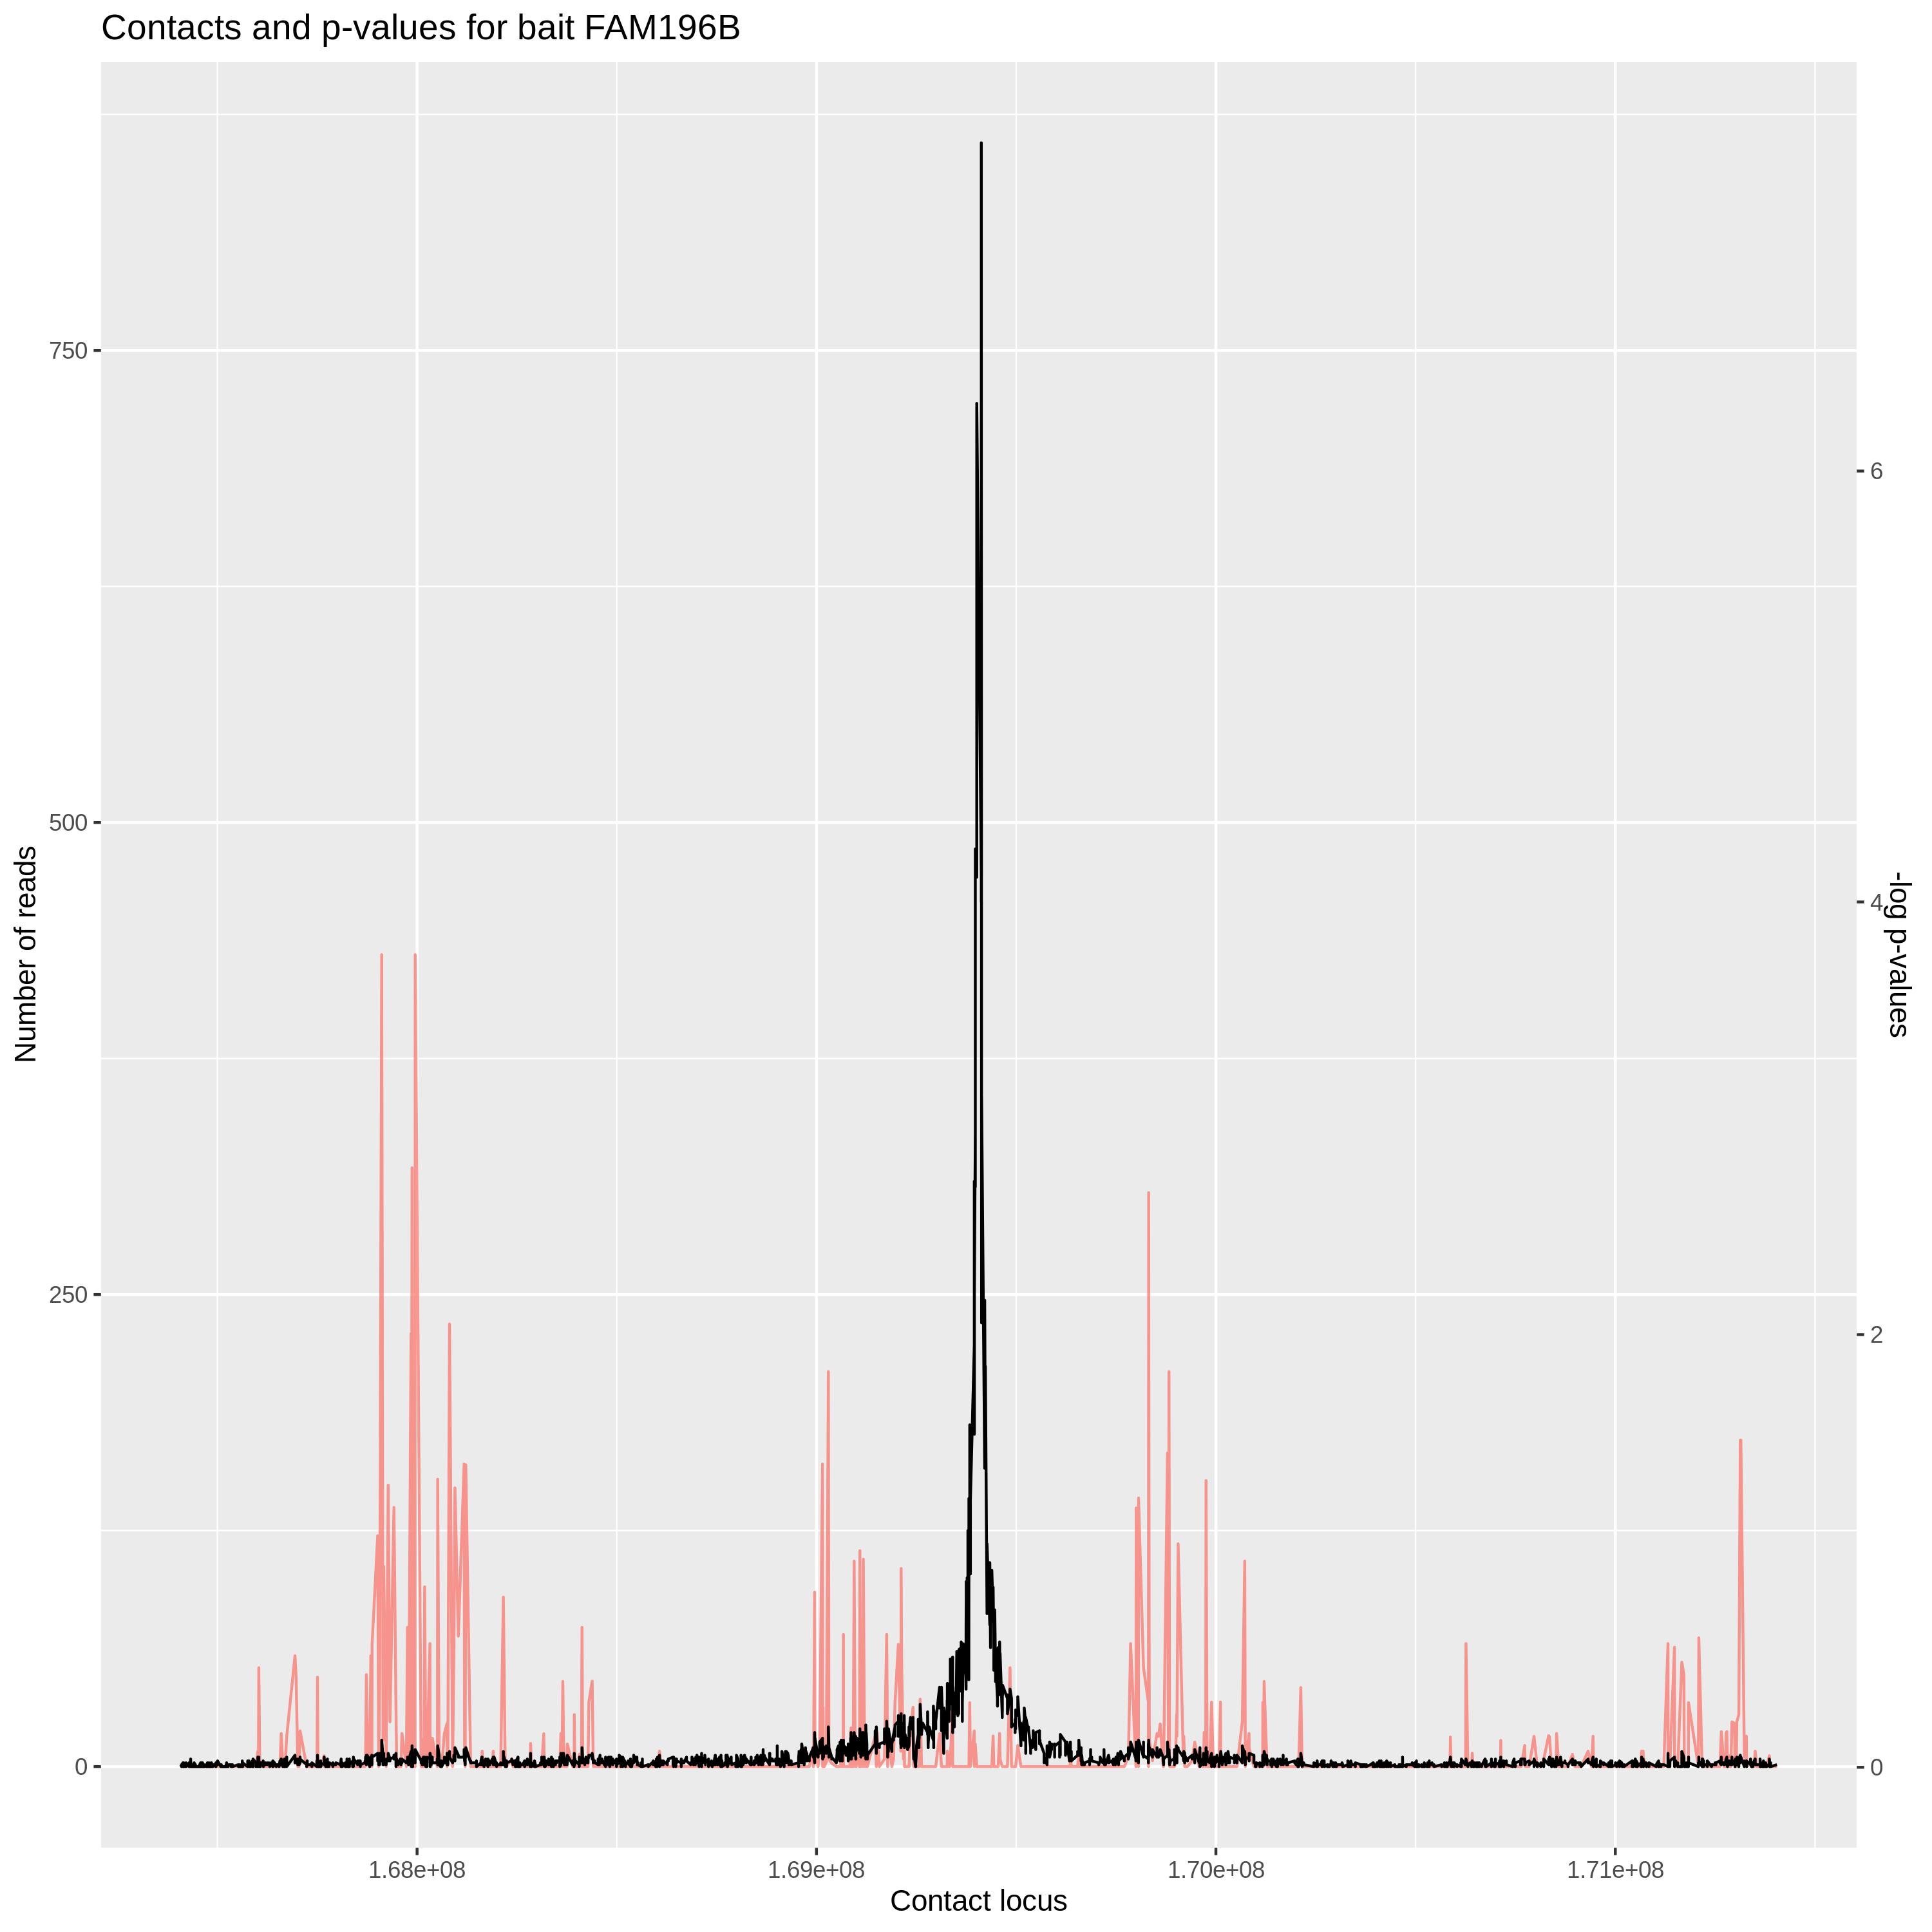 Contacts and p-values for bait FAM196B
750
500
250
0
Number of reads
6
4
2
0
-log p-values
1.68e+08 1.69e+08 1.70e+08 1.71e+08
Contact locus